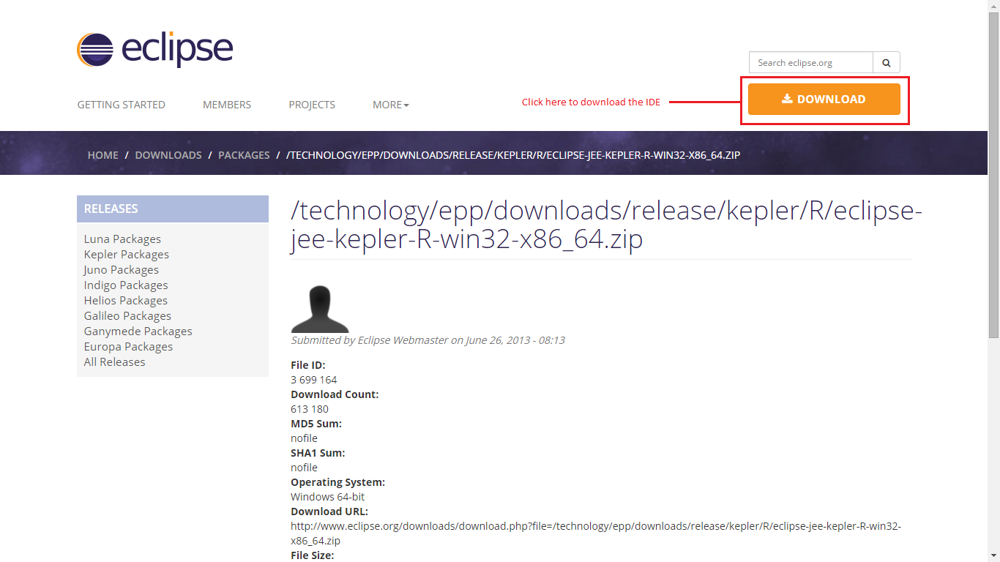 eclipse
Search eclipse.org
GETTING STARTED MEMBERS PROJECTS MORE
Click here to download the IDE
DOWNLOAD
HOME / DOWNLOADS / PACKAGES / /TECHNOLOGY/EPP/DOWNLOADS/RELEASE/KEPLER/R/ECLIPSE-JEE-KEPLER-R-WIN32-X86_64.ZIP
RELEASES
Luna Packages
Kepler Packages
Juno Packages
Indigo Packages
Helios Packages
Galileo Packages
Ganymede Packages
Europa Packages
All Releases
/technology/epp/downloads/release/kepler/R/eclipse-
jee-kepler-R-win32-x86_64.zip
Submitted by Eclipse Webmaster on June 26, 2013 - 08:13
File ID:
3 699 164
Download Count:
613 180
MD5 Sum:
nofile
SHA1 Sum:
nofile
Operating System:
Windows 64-bit
Download URL:
http://www.eclipse.org/downloads/download.php?file=/technology/epp/downloads/release/kepler/R/eclipse-jee-kepler-R-win32-
x86_64.zip
File Size: